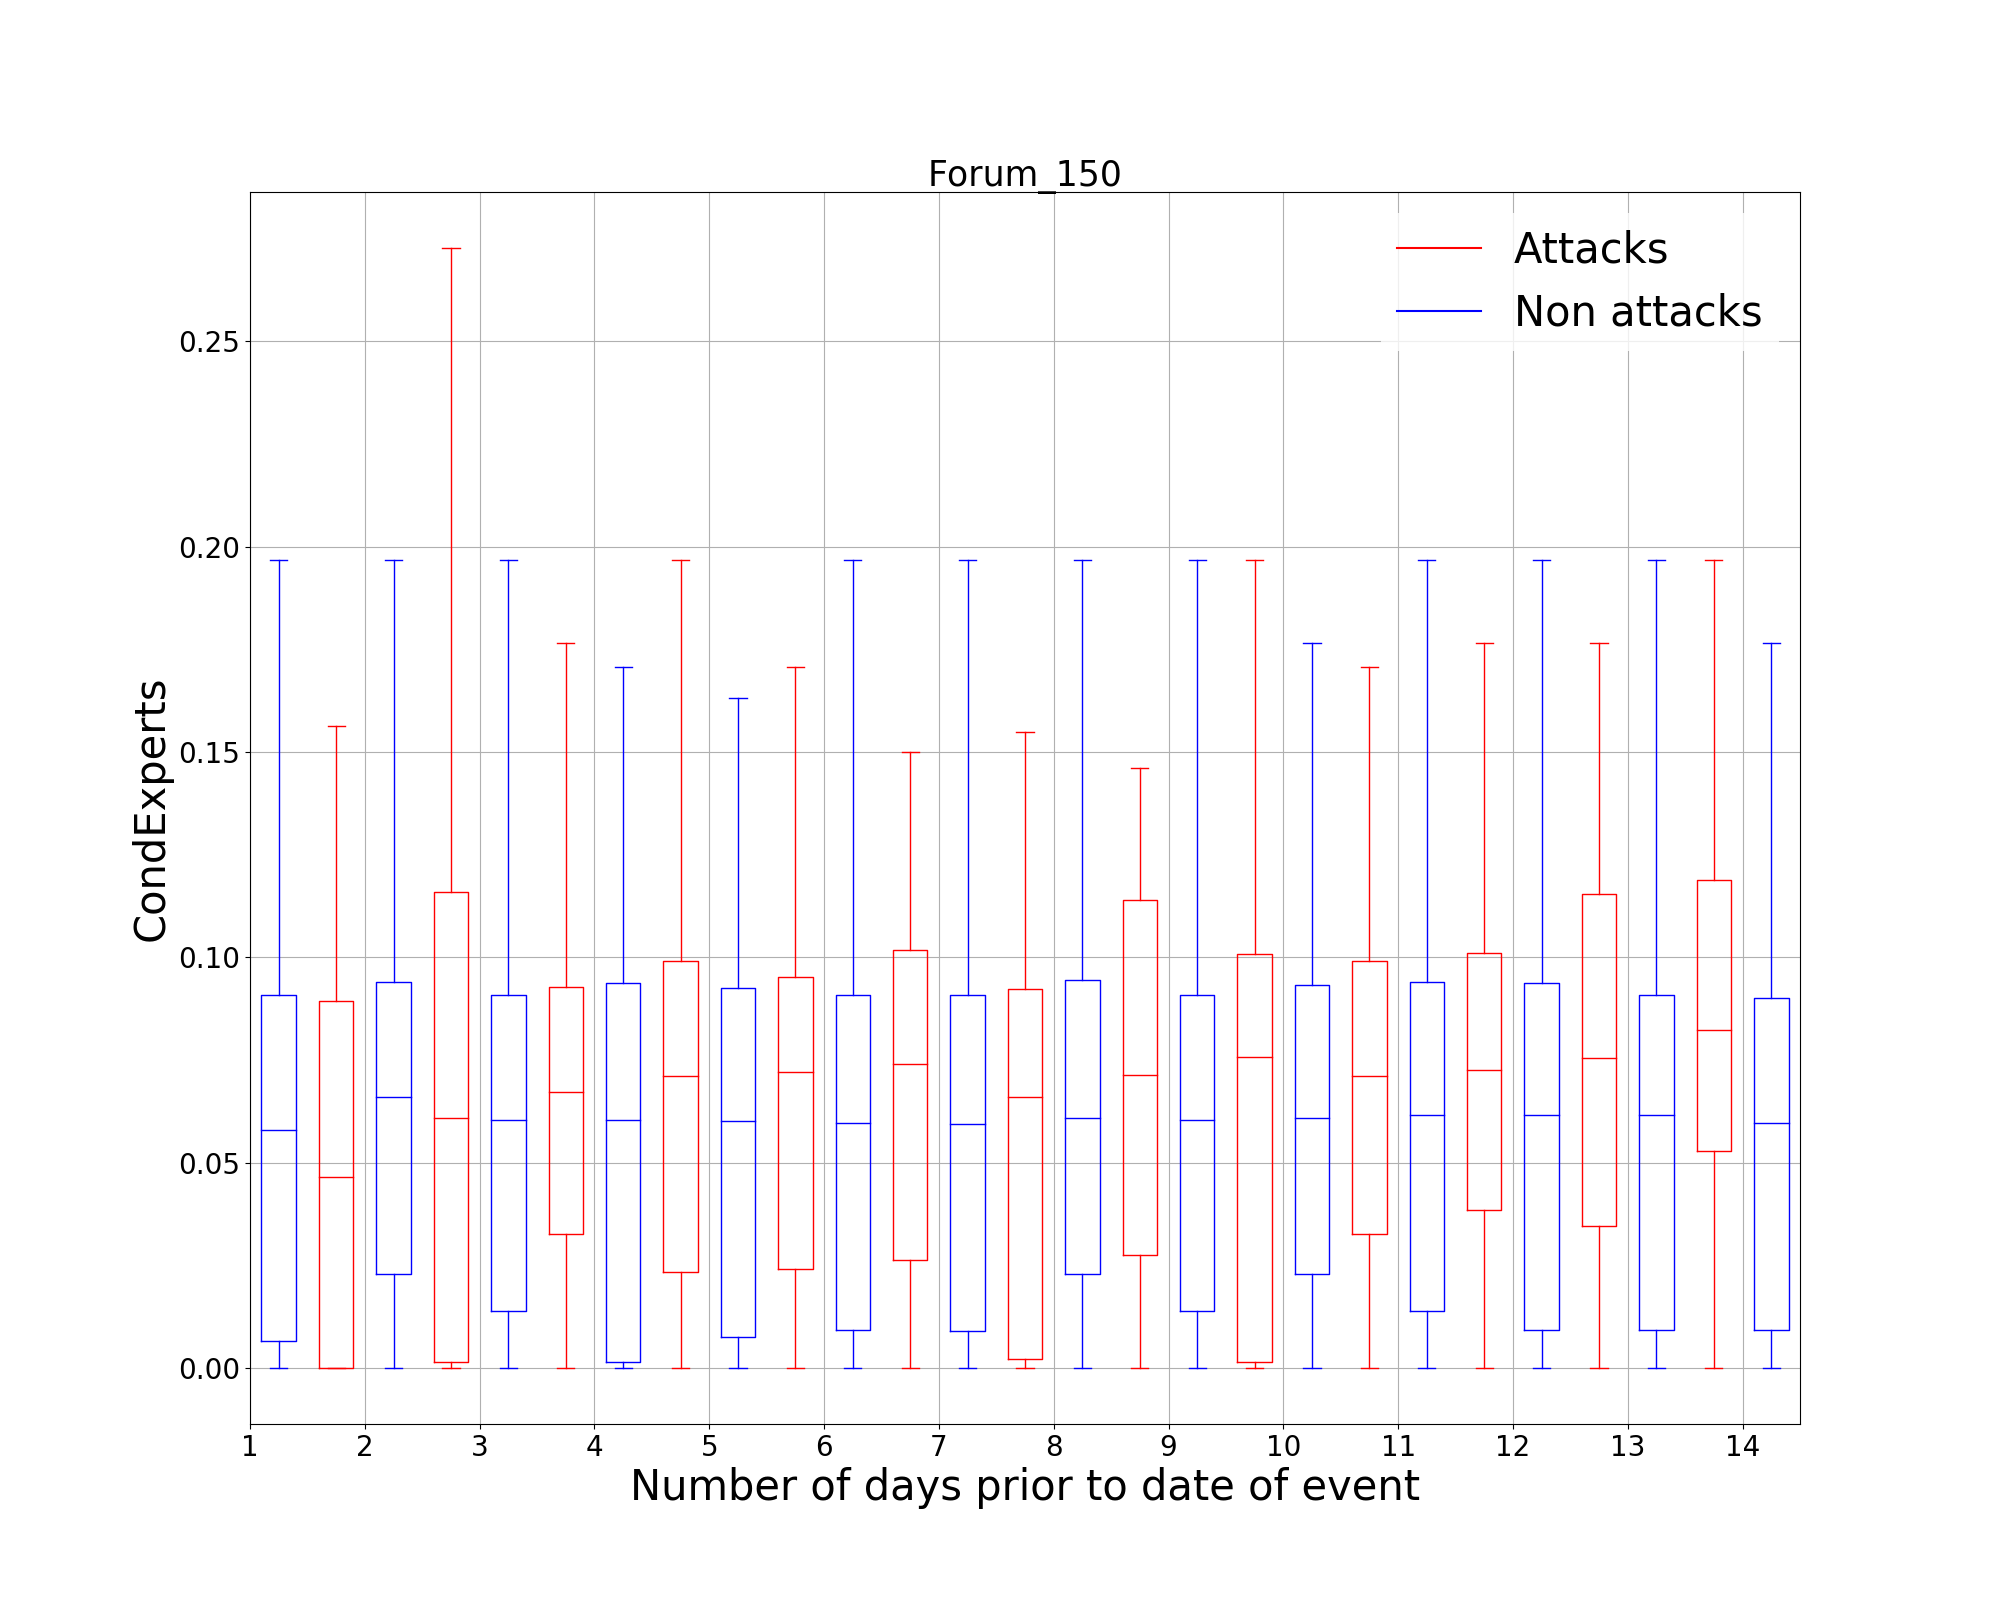 Forum_150
Attacks
Non attacks
0.25
0.20
0.15
0.10
0.05
0.00
CondExperts
1 2 3 4 5 6 7 8 9 10 11 12 13 14
Number of days prior to date of event